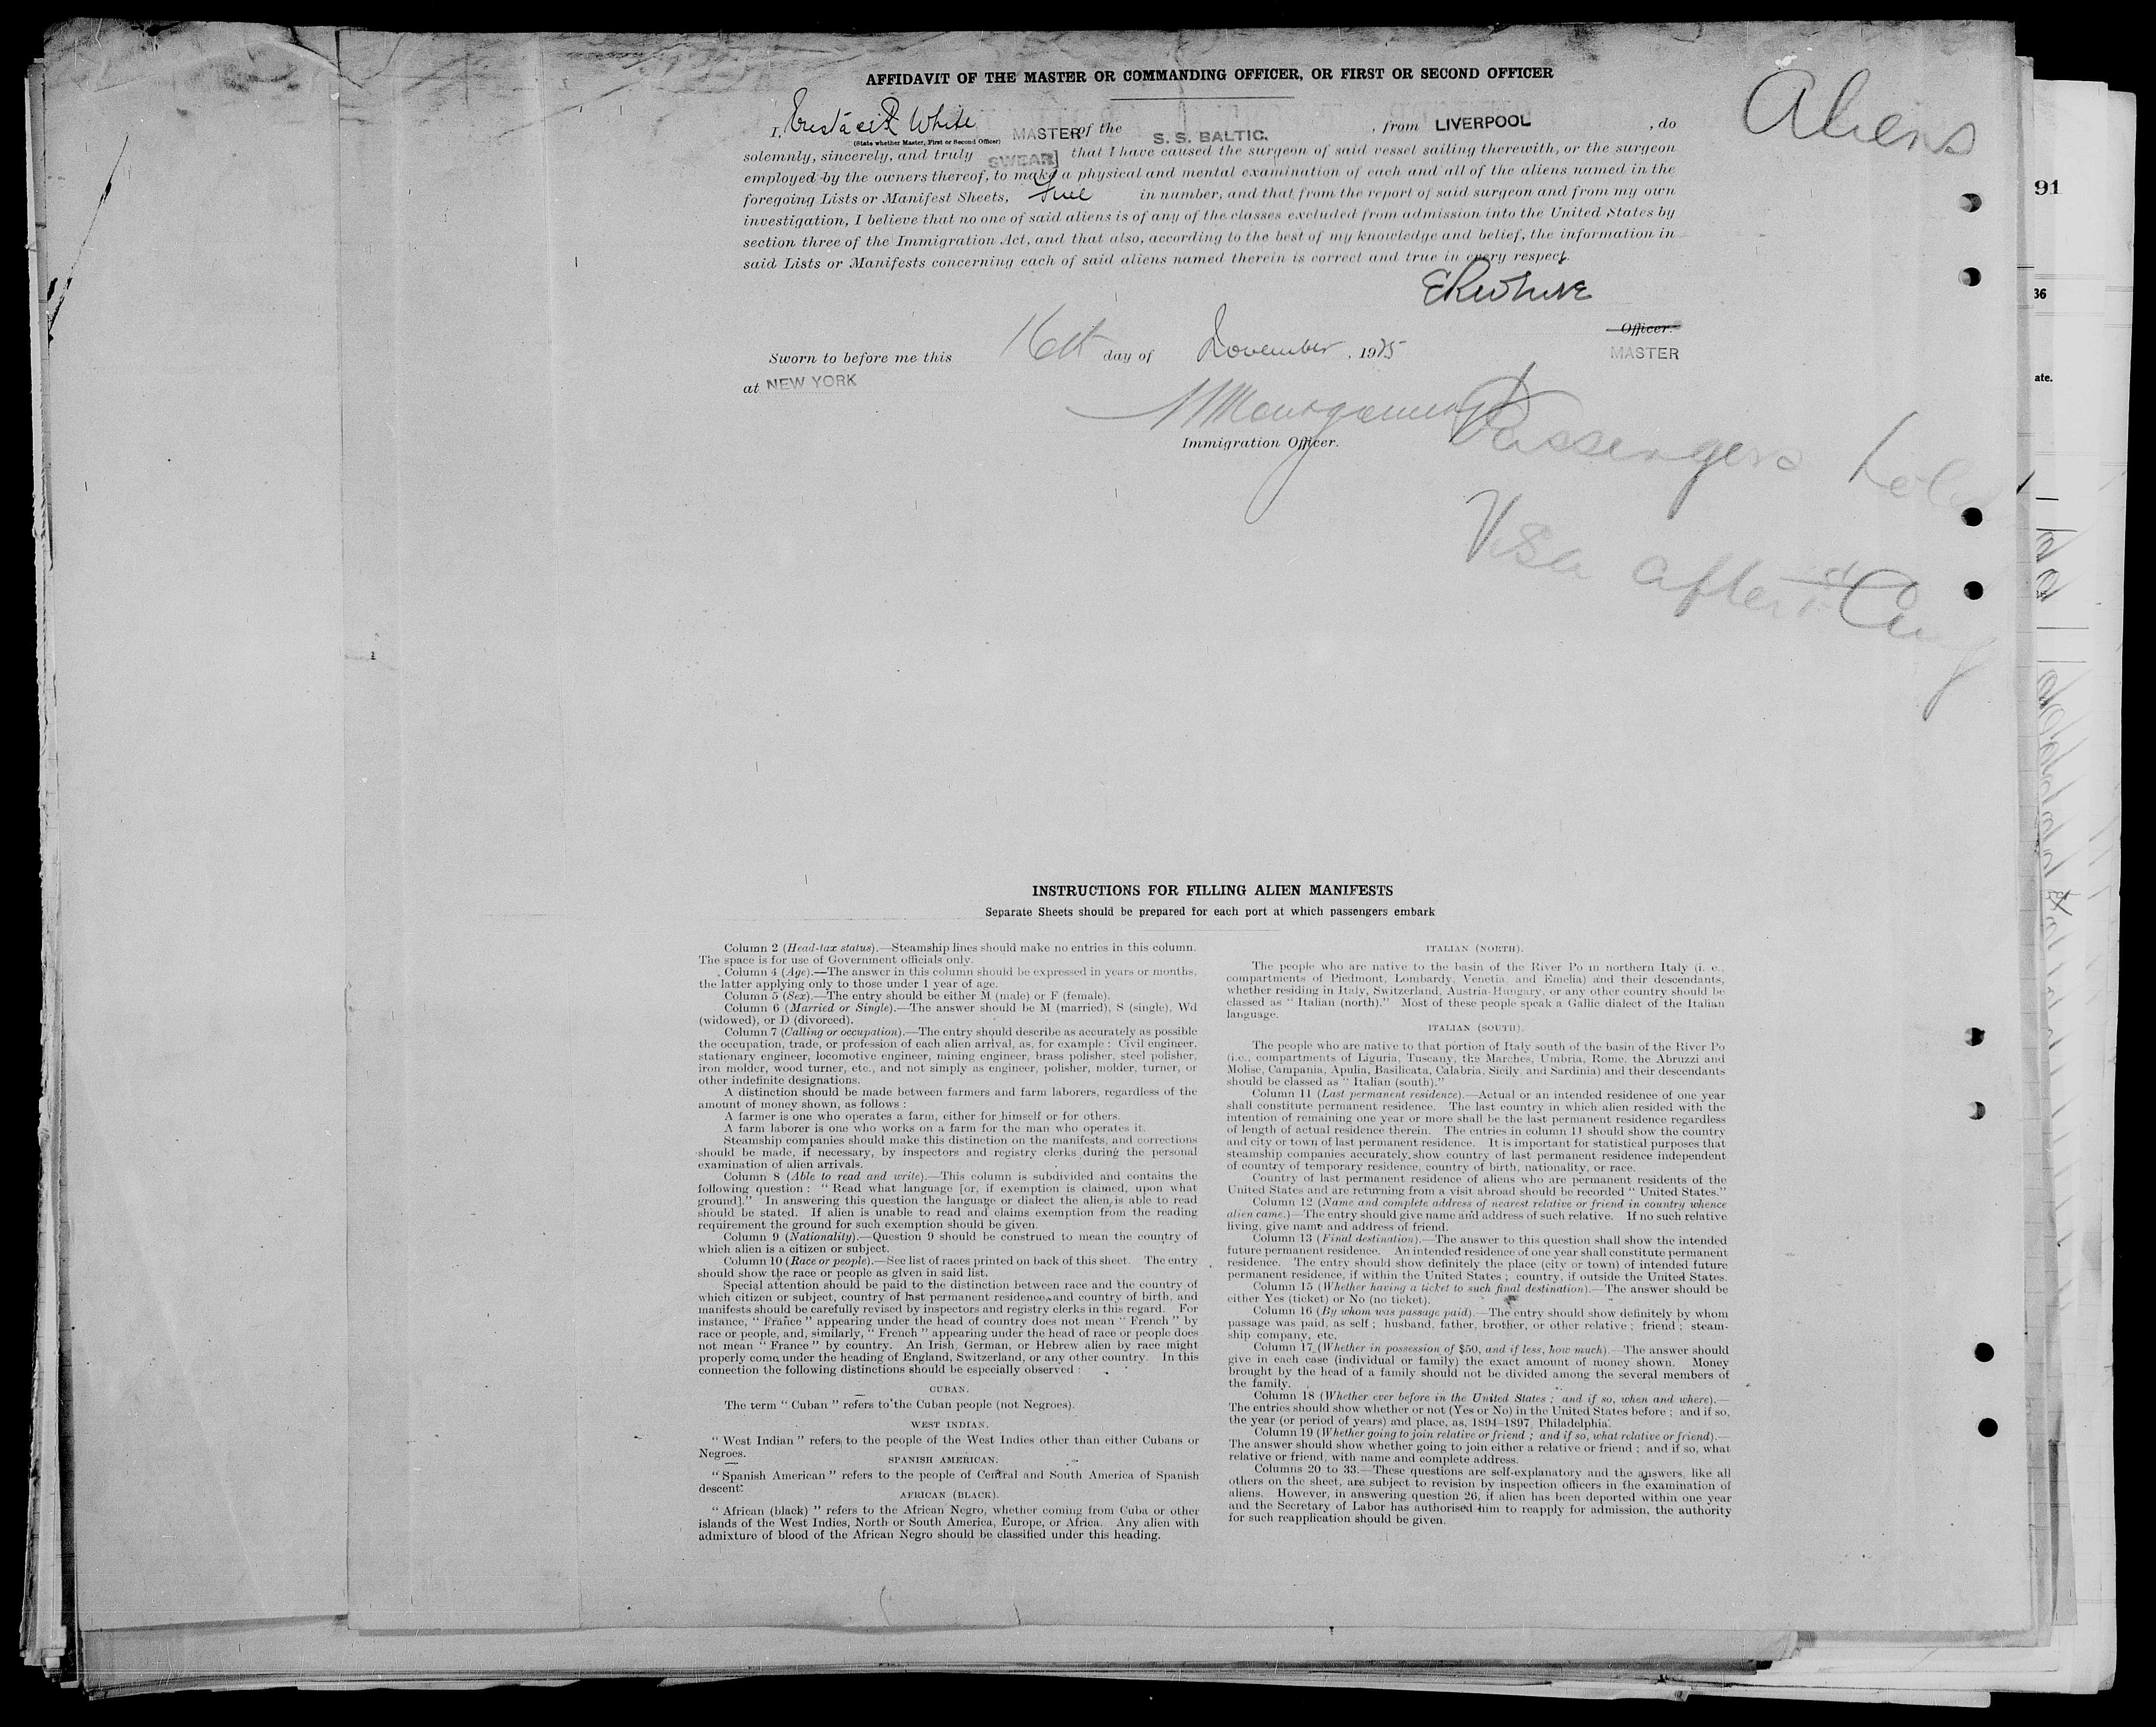 AFFIDAVIT OF THE MASTER OR COMMANDING OFFICER, OR FIRST OR SECOND OFFICER
Aliens
I, Eustace R White MASTER of the S. S. BALTIC. , from LIVERPOOL , do
(State whether Master, First or Second Officer)
solemnly, sincerely, and truly SWEAR] that I have caused the surgeon of said vessel sailing therewith, or the surgeon
employed by the owners thereof, to make a physical and mental examination of each and all of the aliens named in the
foregoing Lists or Manifest Sheets, in number, and that from the report of said surgeon and from my own
investigation, I believe that no one of said aliens is of any of the classes excluded from admission into the United States by
section three of the Immigration Act, and that also, according to the best of my knowledge and belief, the information in
said Lists or Manifests concerning each of said aliens named therein is correct and true in every respect.
ERWhite
Officer.
MASTER
Sworn to before me this 16th day of November , 1925
at NEW YORK
Montgomery
Immigration Officer.
Passengers
Visa after
91
36
ate.
INSTRUCTIONS FOR FILLING ALIEN MANIFESTS
Separate Sheets should be prepared for each port at which passengers embark
Column 2 (Head-tax status).—Steamship lines should make no entries in this column.
The space is for use of Government officials only.
Column 4 (Age).—The answer in this column should be expressed in years or months,
the latter applying only to those under 1 year of age.
Column 5 (Sex).—The entry should be either M (male) or F (female).
Column 6 (Married or Single).—The answer should be M (married), S (single), Wd
(widowed), or D (divorced).
Column 7 (Calling or occupation).—The entry should describe as accurately as possible
the occupation, trade, or profession of each alien arrival, as, for example : Civil engineer,
stationary engineer, locomotive engineer, mining engineer, brass polisher, steel polisher,
iron molder, wood turner, etc., and not simply as engineer, polisher, molder, turner, or
other indefinite designations.
A distinction should be made between farmers and farm laborers, regardless of the
amount of money shown, as follows :
A farmer is one who operates a farm, either for himself or for others.
A farm laborer is one who works on a farm for the man who operates it.
Steamship companies should make this distinction on the manifests, and corrections
should be made, if necessary, by inspectors and registry clerks during the personal
examination of alien arrivals.
Column 8 (Able to read and write).—This column is subdivided and contains the
following question : " Read what language [or, if exemption is claimed, upon what
ground]." In answering this question the language or dialect the alien is able to read
should be stated. If alien is unable to read and claims exemption from the reading
requirement the ground for such exemption should be given.
Column 9 (Nationality).—Question 9 should be construed to mean the country of
which alien is a citizen or subject.
Column 10 (Race or people).—See list of races printed on back of this sheet. The entry
should show the race or people as given in said list.
Special attention should be paid to the distinction between race and the country of
which citizen or subject, country of last permanent residence, and country of birth, and
manifests should be carefully revised by inspectors and registry clerks in this regard. For
instance, " France " appearing under the head of country does not mean " French " by
race or people, and, similarly, " French " appearing under the head of race or people does
not mean " France " by country. An Irish, German, or Hebrew alien by race might
properly come under the heading of England, Switzerland, or any other country. In this
connection the following distinctions should be especially observed :
CUBAN.
The term " Cuban " refers to the Cuban people (not Negroes).
WEST INDIAN.
" West Indian " refers to the people of the West Indies other than either Cubans or
Negroes.
SPANISH AMERICAN.
" Spanish American " refers to the people of Central and South America of Spanish
descent.
AFRICAN (BLACK).
" African (black) " refers to the African Negro, whether coming from Cuba or other
islands of the West Indies, North or South America, Europe, or Africa. Any alien with
admixture of blood of the African Negro should be classified under this heading.
ITALIAN (NORTH).
The people who are native to the basin of the River Po in northern Italy (i. e.,
compartments of Piedmont, Lombardy, Venetia, and Emelia) and their descendants,
whether residing in Italy, Switzerland, Austria-Hungary, or any other country should be
classed as " Italian (north)." Most of these people speak a Gallic dialect of the Italian
language.
ITALIAN (SOUTH).
The people who are native to that portion of Italy south of the basin of the River Po
(i.e., compartments of Liguria, Tuscany, the Marches, Umbria, Rome, the Abruzzi and
Molise, Campania, Apulia, Basilicata, Calabria, Sicily, and Sardinia) and their descendants
should be classed as " Italian (south)."
Column 11 (Last permanent residence).—Actual or an intended residence of one year
shall constitute permanent residence. The last country in which alien resided with the
intention of remaining one year or more shall be the last permanent residence regardless
of length of actual residence therein. The entries in column 11 should show the country
and city or town of last permanent residence. It is important for statistical purposes that
steamship companies accurately show country of last permanent residence independent
of country of temporary residence, country of birth, nationality, or race.
Country of last permanent residence of aliens who are permanent residents of the
United States and are returning from a visit abroad should be recorded " United States."
Column 12 (Name and complete address of nearest relative or friend in country whence
alien came.)—The entry should give name and address of such relative. If no such relative
living, give name and address of friend.
Column 13 (Final destination).—The answer to this question shall show the intended
future permanent residence. An intended residence of one year shall constitute permanent
residence. The entry should show definitely the place (city or town) of intended future
permanent residence, if within the United States ; country, if outside the United States.
Column 15 (Whether having a ticket to such final destination).—The answer should be
either Yes (ticket) or No (no ticket).
Column 16 (By whom was passage paid).—The entry should show definitely by whom
passage was paid, as self ; husband, father, brother, or other relative ; friend ; steam-
ship company, etc.
Column 17 (Whether in possession of $50, and if less, how much).—The answer should
give in each case (individual or family) the exact amount of money shown. Money
brought by the head of a family should not be divided among the several members of
the family.
Column 18 (Whether ever before in the United States ; and if so, when and where).—
The entries should show whether or not (Yes or No) in the United States before ; and if so,
the year (or period of years) and place, as, 1894-1897, Philadelphia.
Column 19 (Whether going to join relative or friend ; and if so, what relative or friend).—
The answer should show whether going to join either a relative or friend ; and if so, what
relative or friend, with name and complete address.
Columns 20 to 33.—These questions are self-explanatory and the answers, like all
others on the sheet, are subject to revision by inspection officers in the examination of
aliens. However, in answering question 26, if alien has been deported within one year
and the Secretary of Labor has authorised him to reapply for admission, the authority
for such reapplication should be given.